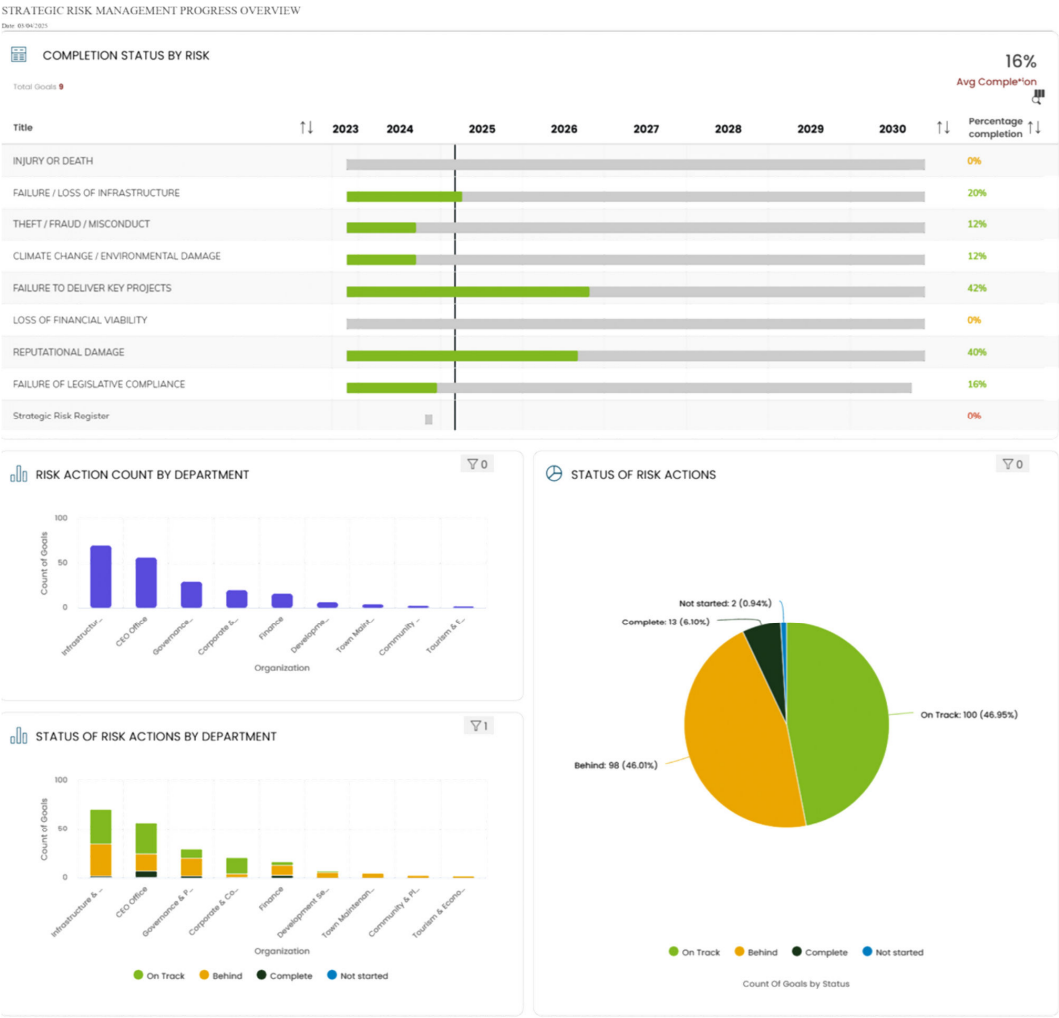 STRATEGIC RISK MANAGEMENT PROGRESS OVERVIEW
Date: 03/04/2025
COMPLETION STATUS BY RISK
16%
Avg Completion
Total Goals 9
Title 2023 2024 2025 2026 2027 2028 2029 2030 Percentage completion
INJURY OR DEATH 0%
FAILURE / LOSS OF INFRASTRUCTURE 20%
THEFT / FRAUD / MISCONDUCT 12%
CLIMATE CHANGE / ENVIRONMENTAL DAMAGE 12%
FAILURE TO DELIVER KEY PROJECTS 42%
LOSS OF FINANCIAL VIABILITY 0%
REPUTATIONAL DAMAGE 40%
FAILURE OF LEGISLATIVE COMPLIANCE 16%
Strategic Risk Register 0%
RISK ACTION COUNT BY DEPARTMENT
0
Count of Goals
100
50
0
Infrastructur...
CEO Office
Governance...
Corporate &...
Finance
Developme...
Town Maint...
Community ...
Tourism & E...
Organization
STATUS OF RISK ACTIONS BY DEPARTMENT
1
Count of Goals
100
50
0
Infrastructure & ...
CEO Office
Governance & P...
Corporate & Co...
Finance
Development Se...
Town Maintenan...
Community & Pl...
Tourism & Econo...
Organization
On Track Behind Complete Not started
STATUS OF RISK ACTIONS
0
Not started: 2 (0.94%)
Complete: 13 (6.10%)
On Track: 100 (46.95%)
Behind: 98 (46.01%)
On Track Behind Complete Not started
Count Of Goals by Status